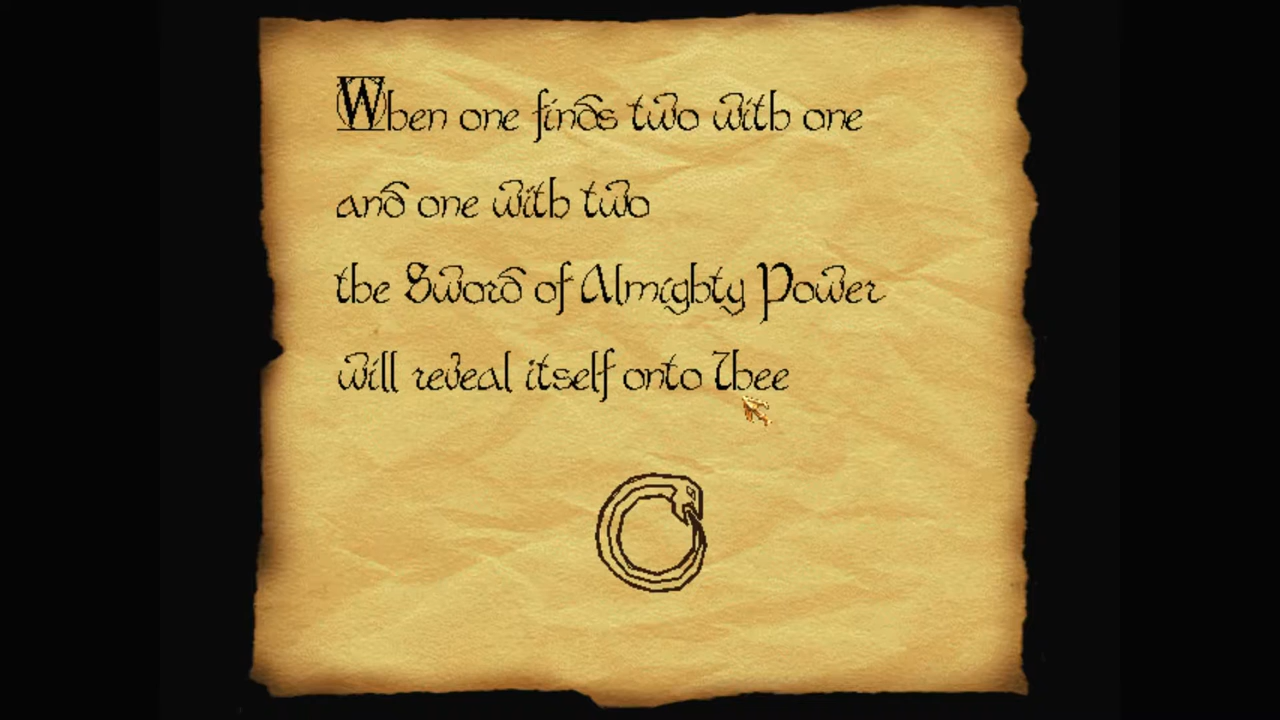 When one finds two with one
and one with two
the Sword of Almighty Power
will reveal itself onto Thee